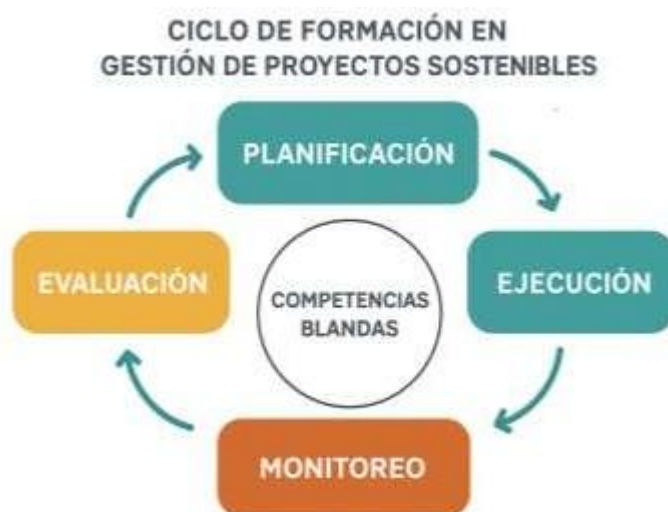 CICLO DE FORMACIÓN EN
GESTIÓN DE PROYECTOS SOSTENIBLES
PLANIFICACIÓN
EVALUACIÓN
EJECUCIÓN
COMPETENCIAS
BLANDAS
MONITOREO